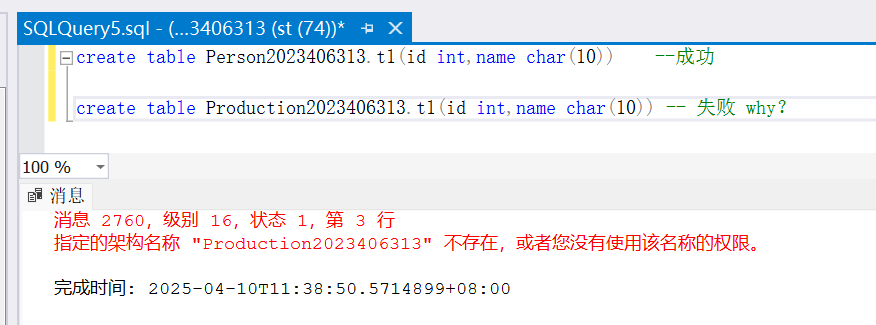 SQLQuery5.sql - (...3406313 (st (74))*
create table Person2023406313.tl(id int,name char(10)) --成功
create table Production2023406313.tl(id int,name char(10)) -- 失败 why?
100 %
消息
消息 2760，级别 16，状态 1，第 3 行
指定的架构名称 "Production2023406313" 不存在，或者您没有使用该名称的权限。
完成时间: 2025-04-10T11:38:50.5714899+08:00